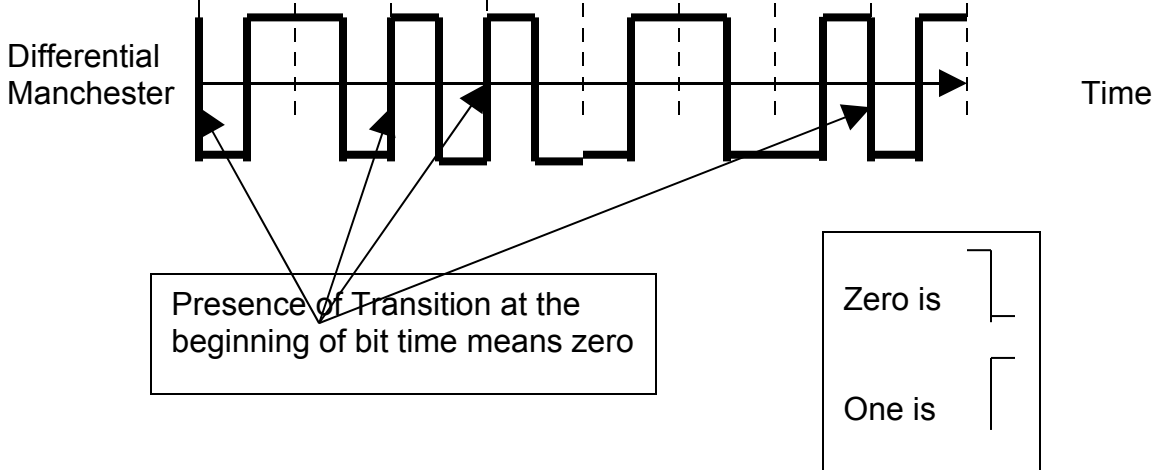 Differential
Manchester
Time
Presence of Transition at the
beginning of bit time means zero
Zero is
One is